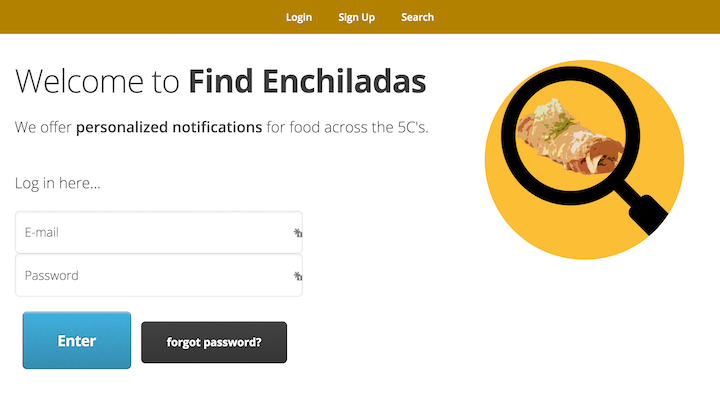 Login Sign Up Search
Welcome to Find Enchiladas
We offer personalized notifications for food across the 5C's.
Log in here...
E-mail
Password
Enter forgot password?